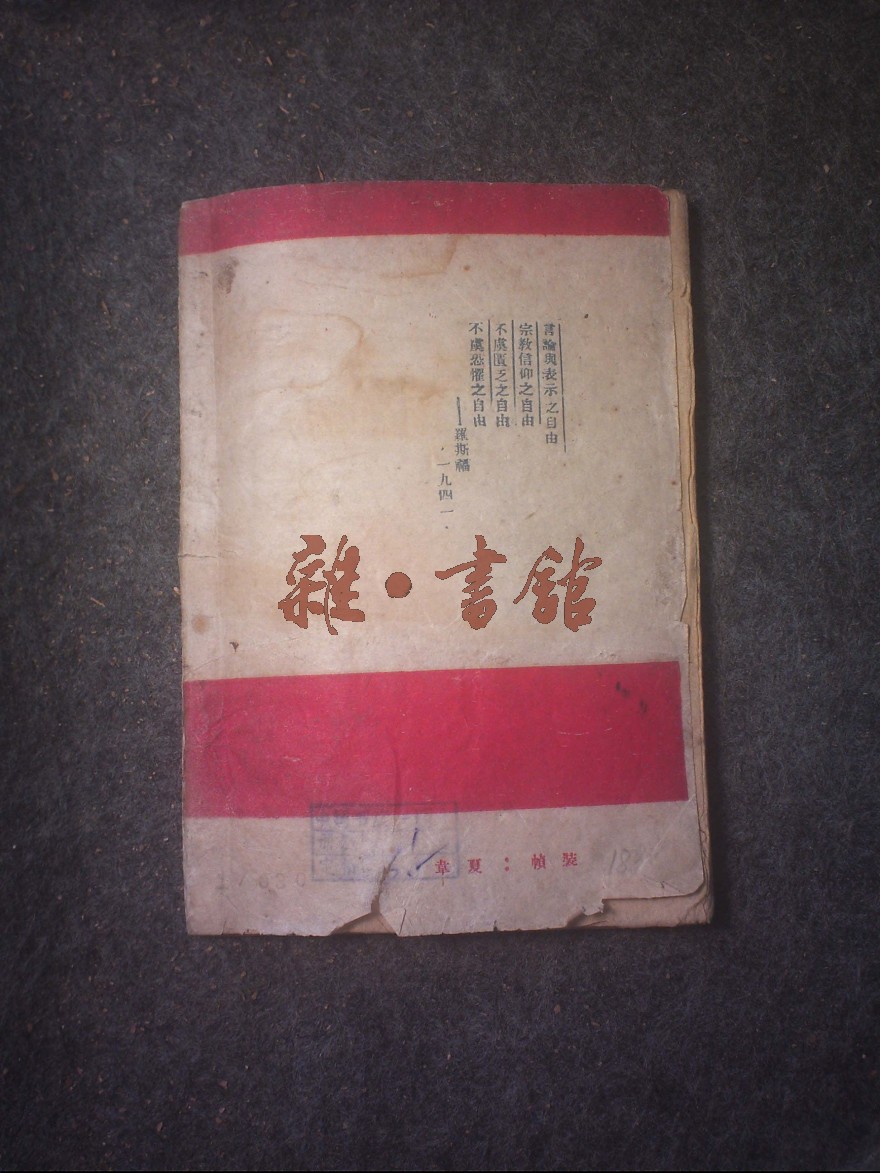 言論與表示之自由
宗教信仰之自由
不虞匱乏之自由
不虞恐懼之自由
——羅斯福
一九四一．
雜·書館
裝幀：夏葦